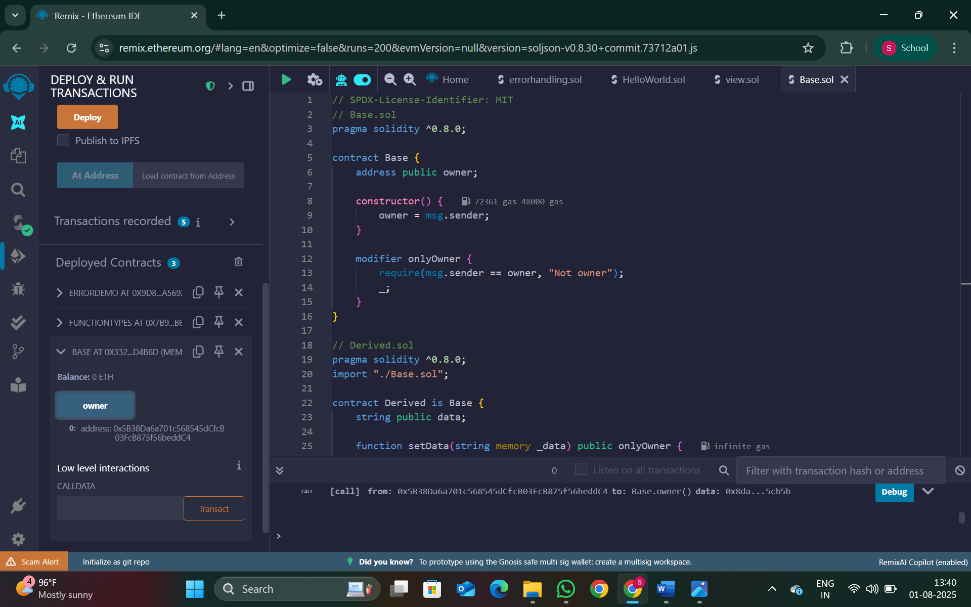 Remix - Ethereum IDE
remix.ethereum.org/#lang=en&optimize=false&runs=200&evmVersion=null&version=soljson-v0.8.30+commit.73712a01.js
S School
DEPLOY & RUN
TRANSACTIONS
Deploy
Publish to IPFS
At Address Load contract from Address
Transactions recorded 5 i
Deployed Contracts 3
ERRORDEMO AT 0X9D8...A569
FUNCTIONTYPES AT 0X7B9...B
BASE AT 0X332...D4B6D (MEM
Balance: 0 ETH
owner
0: address: 0x5B38Da6a701c568545dCfcB
03FcB875f56beddC4
Low level interactions i
CALLDATA
Transact
AI
Home errorhandling.sol HelloWorld.sol view.sol Base.sol
1 // SPDX-License-Identifier: MIT
2 // Base.sol
3 pragma solidity ^0.8.0;
4
5 contract Base {
6 address public owner;
7
8 constructor() { 72361 gas 48000 gas
9 owner = msg.sender;
10 }
11
12 modifier onlyOwner {
13 require(msg.sender == owner, "Not owner");
14 _;
15 }
16 }
17
18 // Derived.sol
19 pragma solidity ^0.8.0;
20 import "./Base.sol";
21
22 contract Derived is Base {
23 string public data;
24
25 function setData(string memory _data) public onlyOwner { infinite gas
0 Listen on all transactions Filter with transaction hash or address
CALL [call] from: 0x5B38Da6a701c568545dCfcB03FcB875f56beddC4 to: Base.owner() data: 0x8da...5cb5b Debug
>
Scam Alert Initialize as git repo Did you know? To prototype using the Gnosis safe multi sig wallet: create a multisig workspace. RemixAI Copilot (enabled)
4 96°F
Mostly sunny
Search
S
W
ENG
IN
13:40
01-08-2025